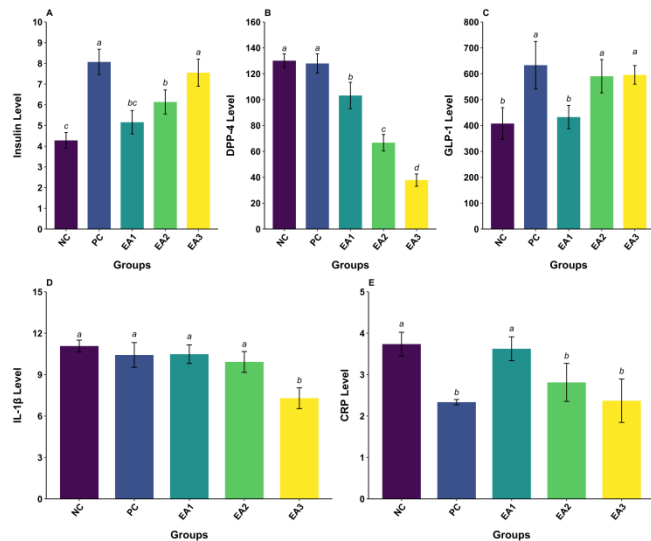 A
Insulin Level
10
9
8
7
6
5
4
3
2
1
0
c
a
bc
b
a
NC
PC
EA1
EA2
EA3
Groups
B
DPP-4 Level
160
140
120
100
80
60
40
20
0
a
a
b
c
d
NC
PC
EA1
EA2
EA3
Groups
C
GLP-1 Level
800
700
600
500
400
300
200
100
0
b
a
b
a
a
NC
PC
EA1
EA2
EA3
Groups
D
IL-1β Level
15
12
9
6
3
0
a
a
a
a
b
NC
PC
EA1
EA2
EA3
Groups
E
CRP Level
5
4
3
2
1
0
a
b
a
b
b
NC
PC
EA1
EA2
EA3
Groups